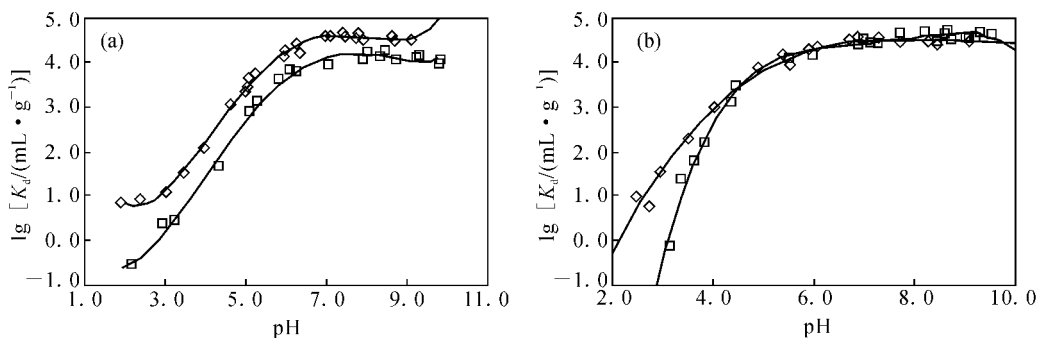 (a)
lg [K_d/(mL • g⁻¹)]
5. 0
4. 0
3. 0
2. 0
1. 0
0. 0
－1. 0
1. 0 3. 0 5. 0 7. 0 9. 0 11. 0
pH
(b)
lg [K_d/(mL • g⁻¹)]
5. 0
4. 0
3. 0
2. 0
1. 0
0. 0
－1. 0
2. 0 4. 0 6. 0 8. 0 10. 0
pH